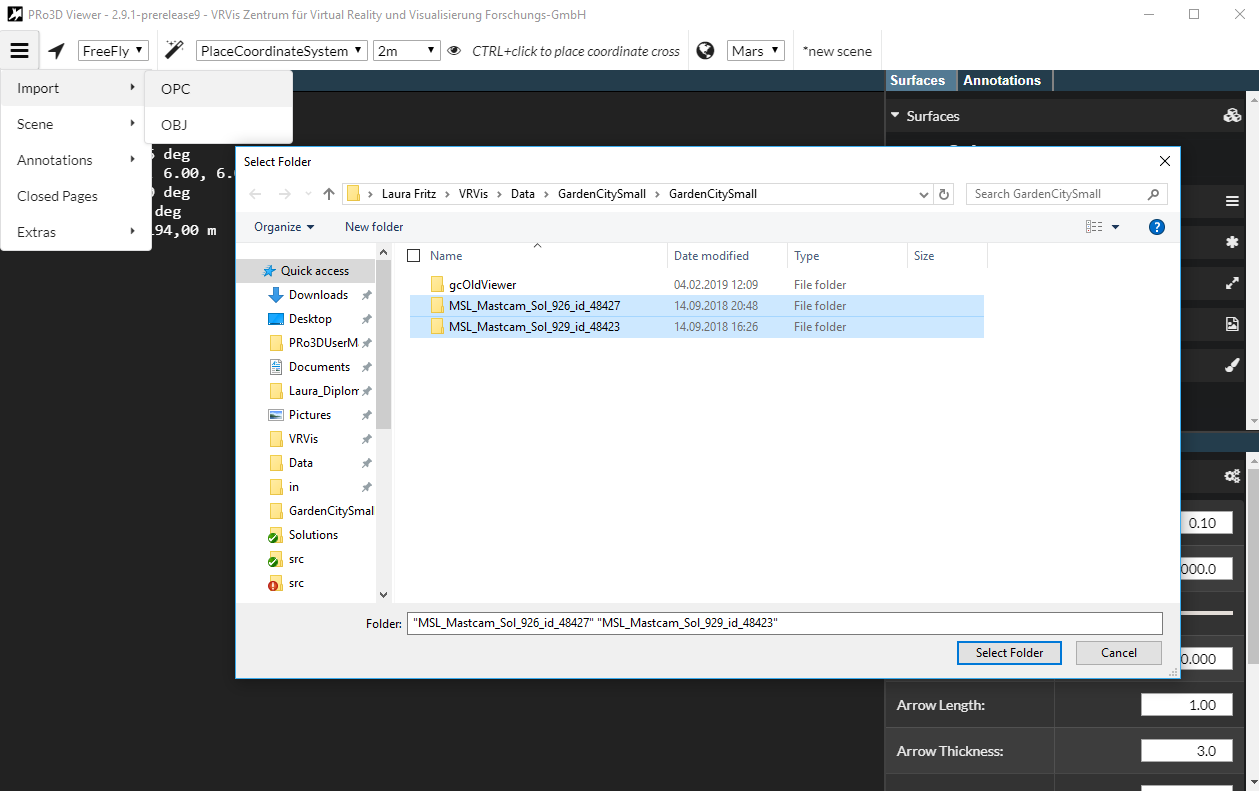 PRo3D Viewer - 2.9.1-prerelease9 - VRVis Zentrum für Virtual Reality und Visualisierung Forschungs-GmbH
FreeFly PlaceCoordinateSystem 2m CTRL+click to place coordinate cross Mars *new scene
Import
Scene
Annotations
Closed Pages
Extras
OPC
OBJ
deg
6.00, 6.
deg
deg
194,00 m
Surfaces Annotations
Surfaces
Select Folder
Laura Fritz VRVis Data GardenCitySmall GardenCitySmall Search GardenCitySmall
Organize New folder
Quick access
Downloads
Desktop
PRo3DUserM
Documents
Laura_Diplom
Pictures
VRVis
Data
in
GardenCitySmal
Solutions
src
src
Name Date modified Type Size
gcOldViewer 04.02.2019 12:09 File folder
MSL_Mastcam_Sol_926_id_48427 14.09.2018 20:48 File folder
MSL_Mastcam_Sol_929_id_48423 14.09.2018 16:26 File folder
Folder: "MSL_Mastcam_Sol_926_id_48427" "MSL_Mastcam_Sol_929_id_48423"
Select Folder Cancel
0.10
000.0
0.000
Arrow Length: 1.00
Arrow Thickness: 3.0